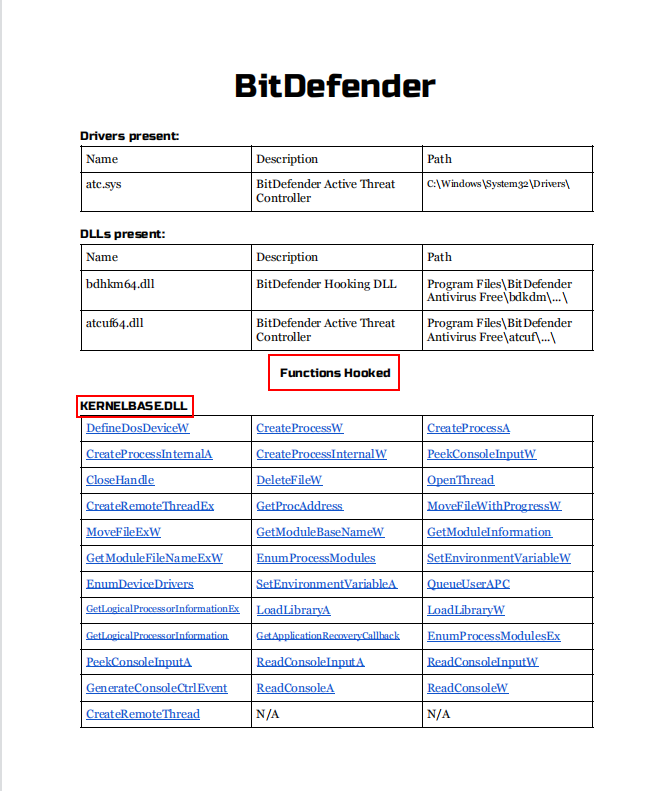 BitDefender
Drivers present:
Name Description Path
atc.sys BitDefender Active Threat C:\Windows\System32\Drivers\
Controller
DLLs present:
Name Description Path
bdhkm64.dll BitDefender Hooking DLL Program Files\BitDefender
Antivirus Free\bdkdm\...\
atcuf64.dll BitDefender Active Threat Program Files\BitDefender
Controller Antivirus Free\atcuf\...\
Functions Hooked
KERNELBASE.DLL
DefineDosDeviceW CreateProcessW CreateProcessA
CreateProcessInternalA CreateProcessInternalW PeekConsoleInputW
CloseHandle DeleteFileW OpenThread
CreateRemoteThreadEx GetProcAddress MoveFileWithProgressW
MoveFileExW GetModuleBaseNameW GetModuleInformation
GetModuleFileNameExW EnumProcessModules SetEnvironmentVariableW
EnumDeviceDrivers SetEnvironmentVariableA QueueUserAPC
GetLogicalProcessorInformationEx LoadLibraryA LoadLibraryW
GetLogicalProcessorInformation GetApplicationRecoveryCallback EnumProcessModulesEx
PeekConsoleInputA ReadConsoleInputA ReadConsoleInputW
GenerateConsoleCtrlEvent ReadConsoleA ReadConsoleW
CreateRemoteThread N/A N/A